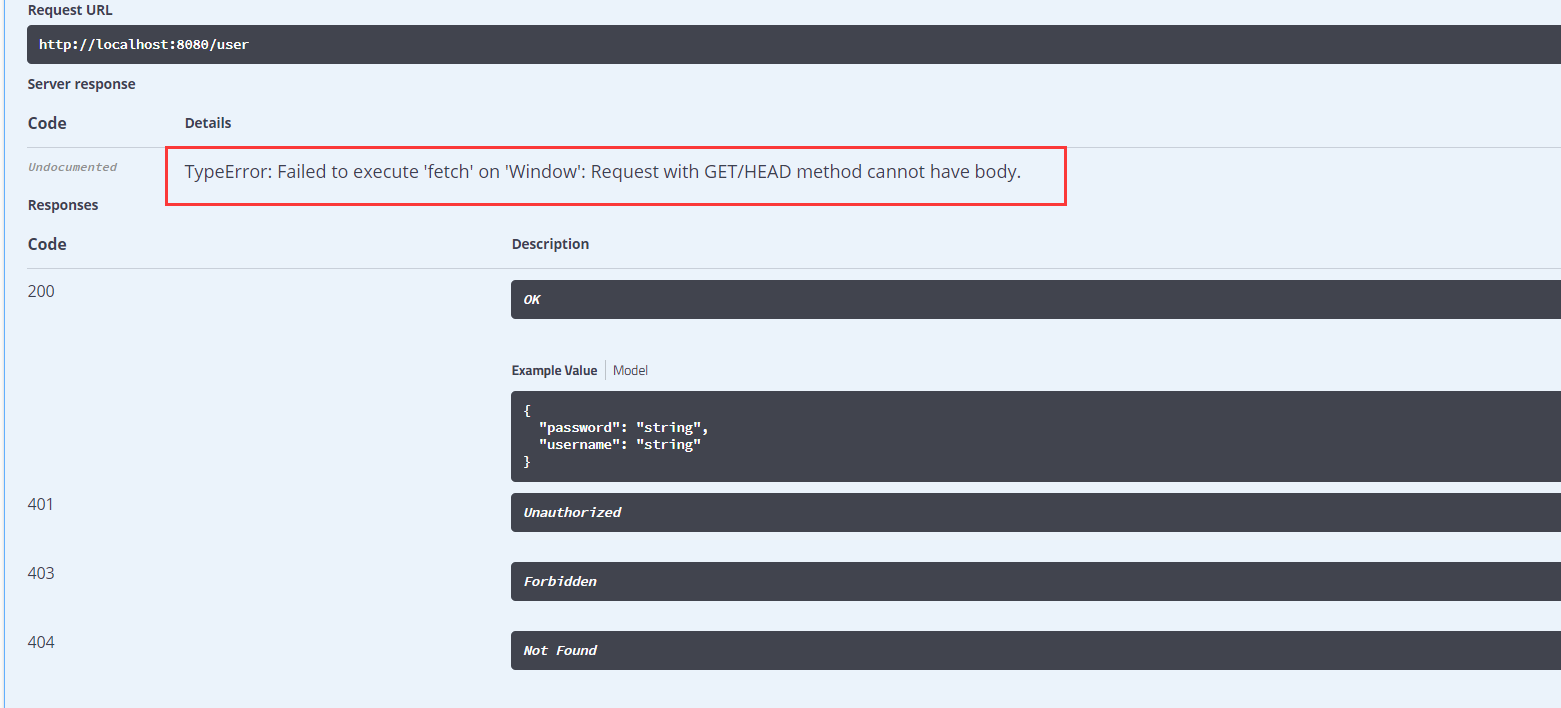 Request URL
http://localhost:8080/user
Server response
Code Details
Undocumented TypeError: Failed to execute 'fetch' on 'Window': Request with GET/HEAD method cannot have body.
Responses
Code Description
200 OK
Example Value Model
{
"password": "string",
"username": "string"
}
401 Unauthorized
403 Forbidden
404 Not Found